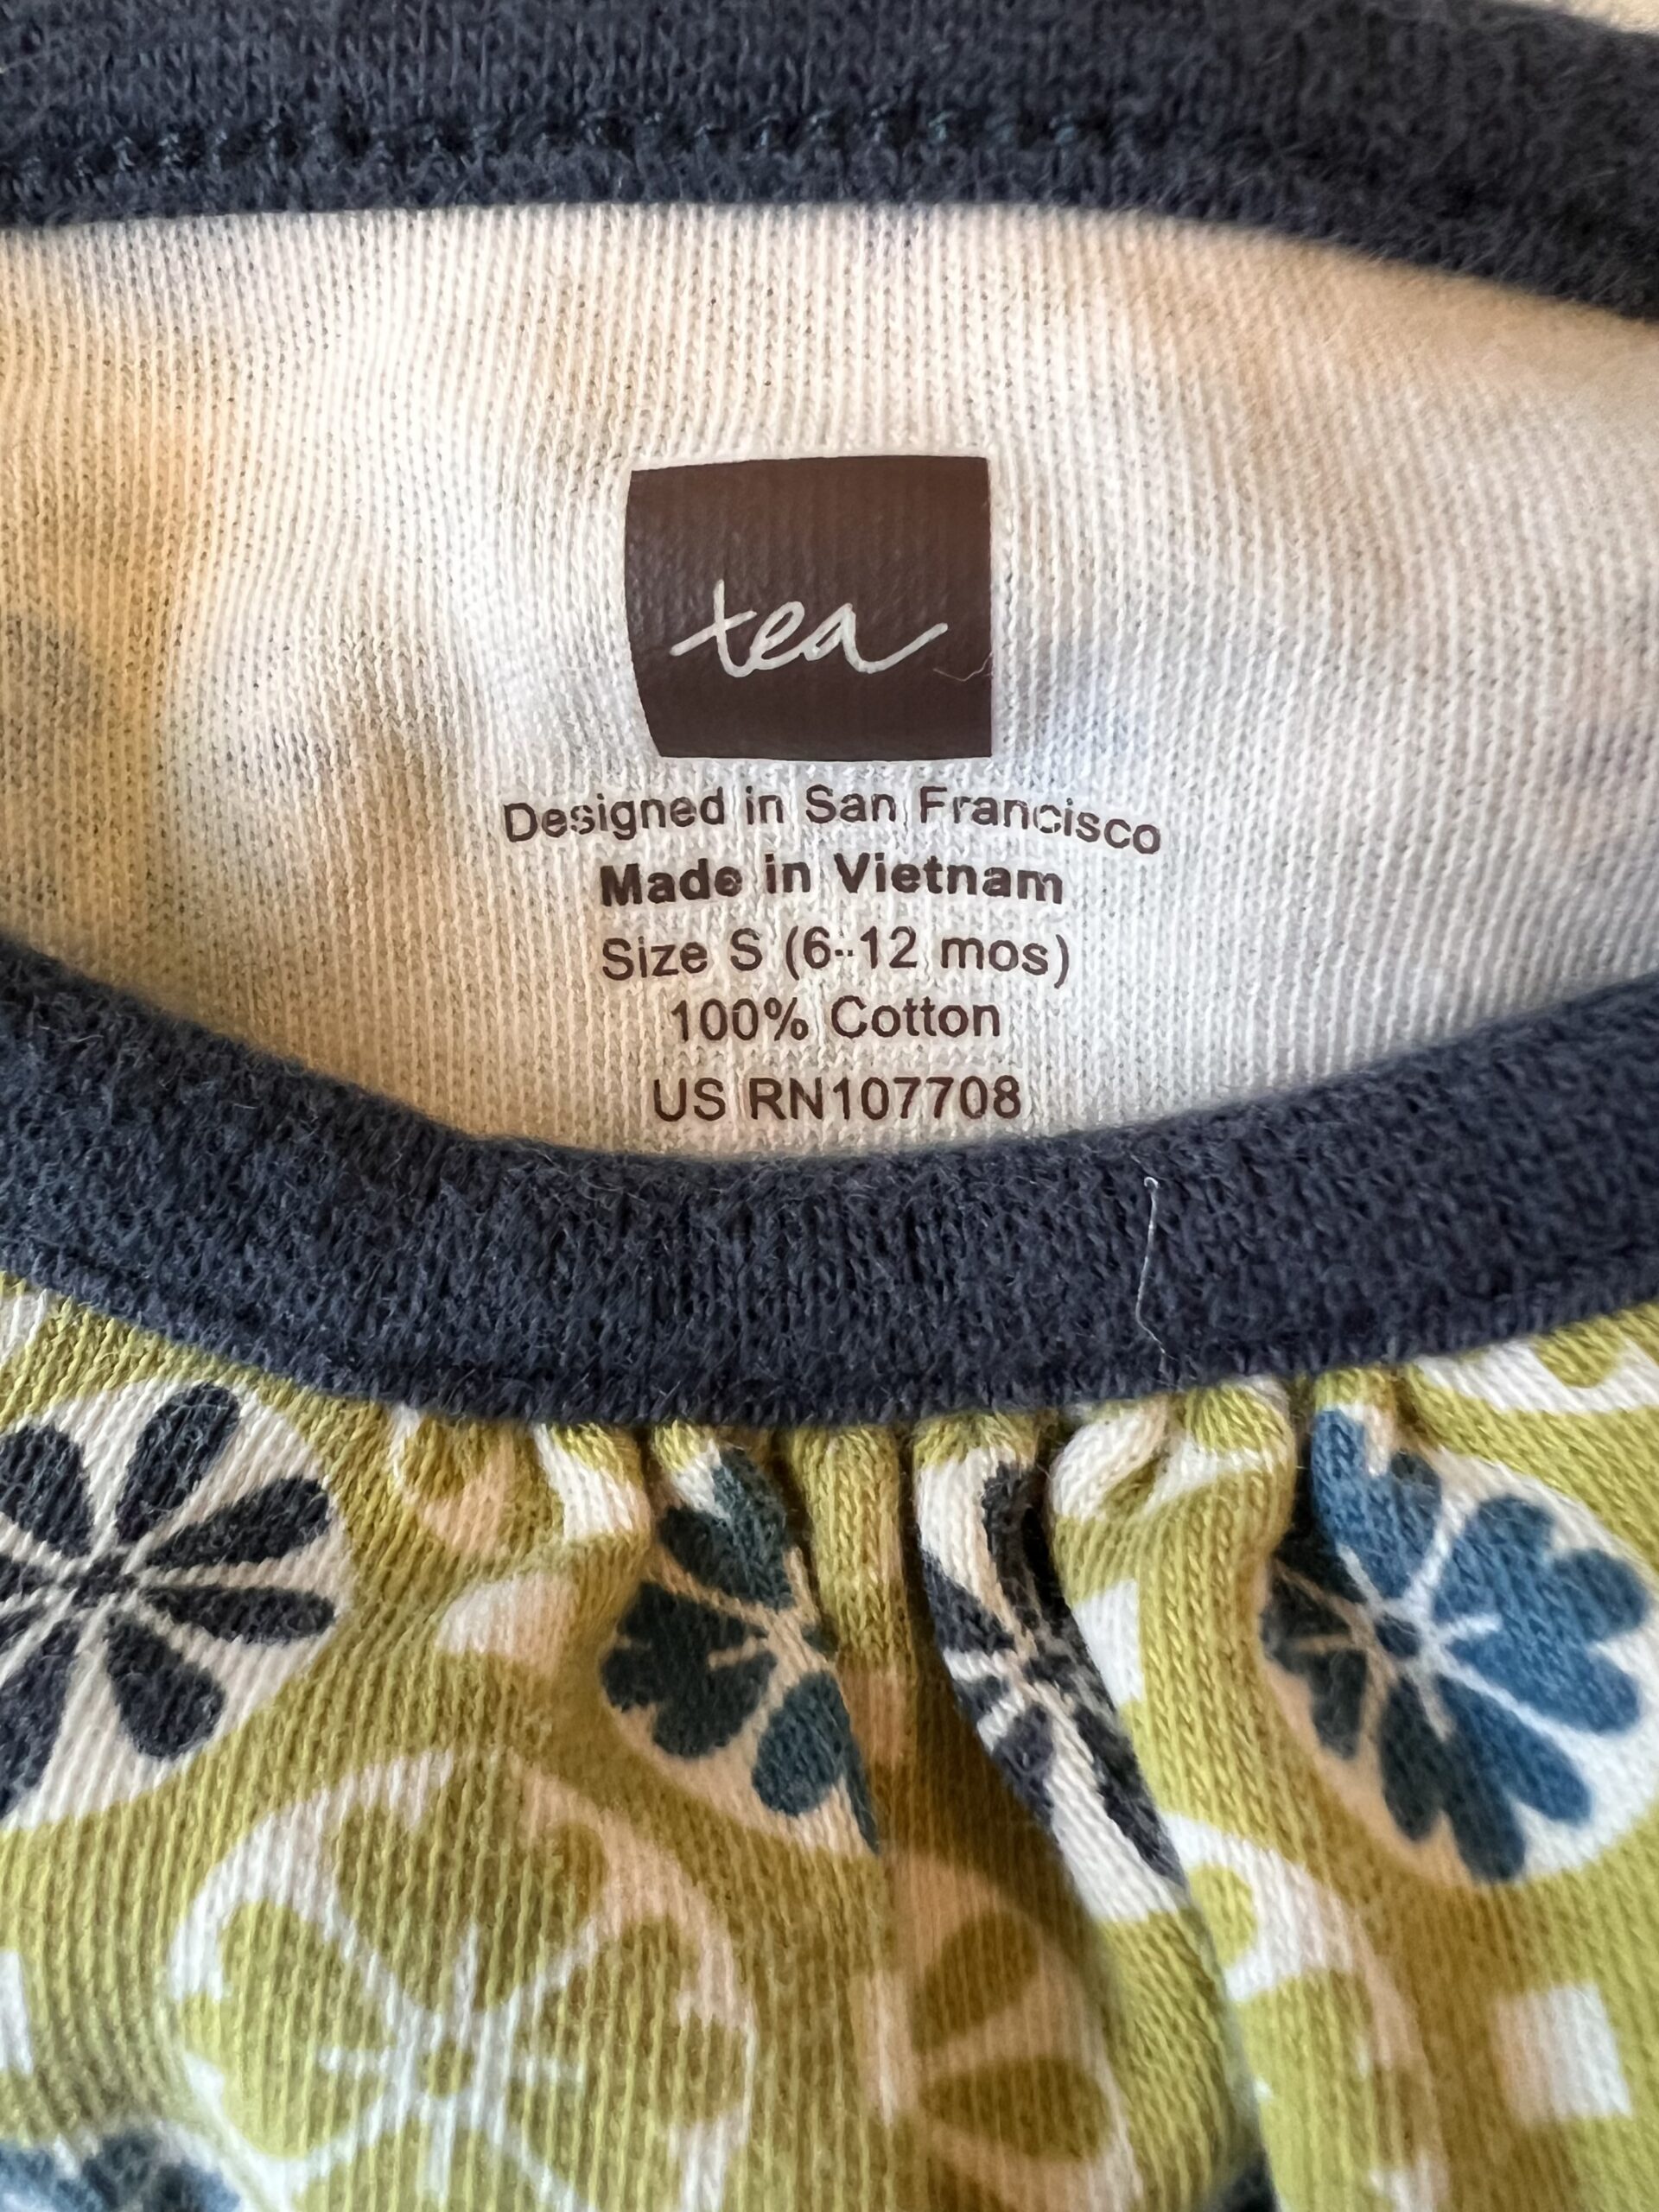 tea
Designed in San Francisco
Made in Vietnam
Size S (6-12 mos)
100% Cotton
US RN107708